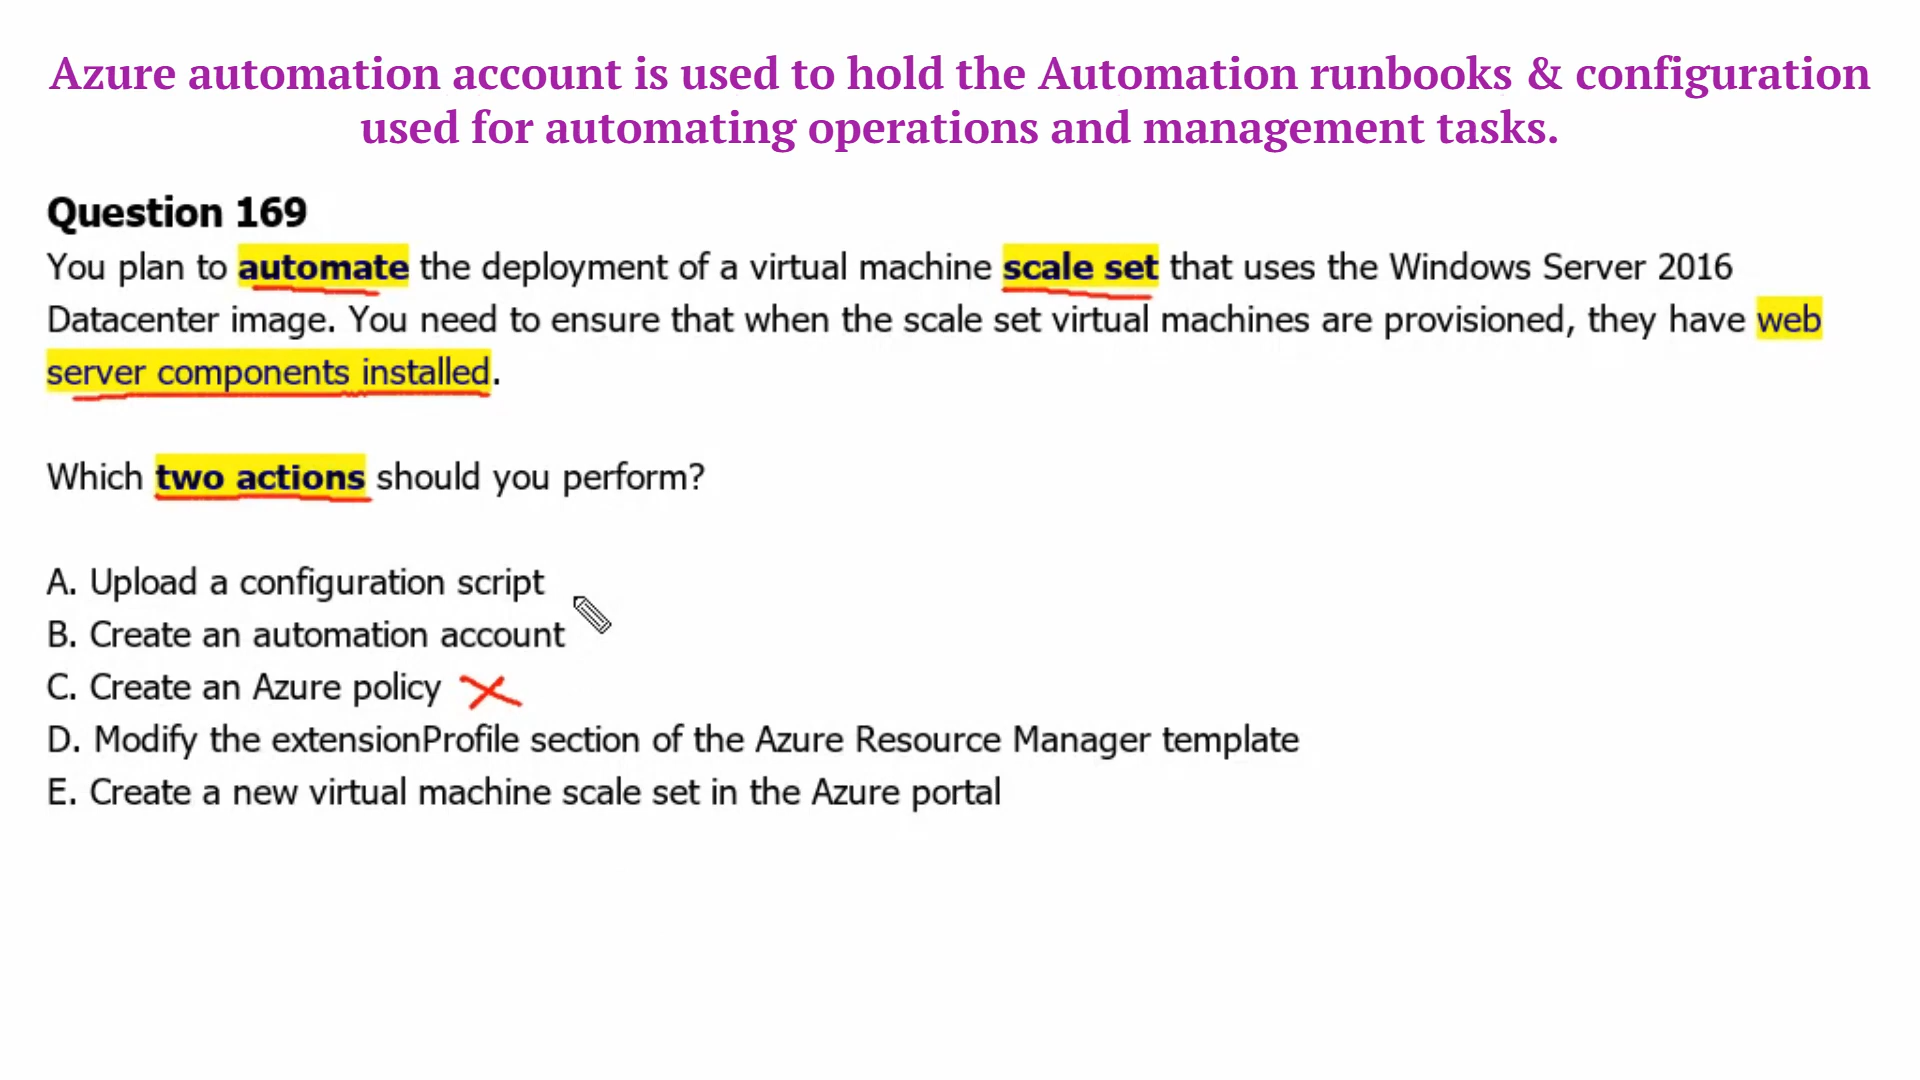 Azure automation account is used to hold the Automation runbooks & configuration
used for automating operations and management tasks.
Question 169
You plan to automate the deployment of a virtual machine scale set that uses the Windows Server 2016
Datacenter image. You need to ensure that when the scale set virtual machines are provisioned, they have web
server components installed.
Which two actions should you perform?
A. Upload a configuration script
B. Create an automation account
C. Create an Azure policy
D. Modify the extensionProfile section of the Azure Resource Manager template
E. Create a new virtual machine scale set in the Azure portal